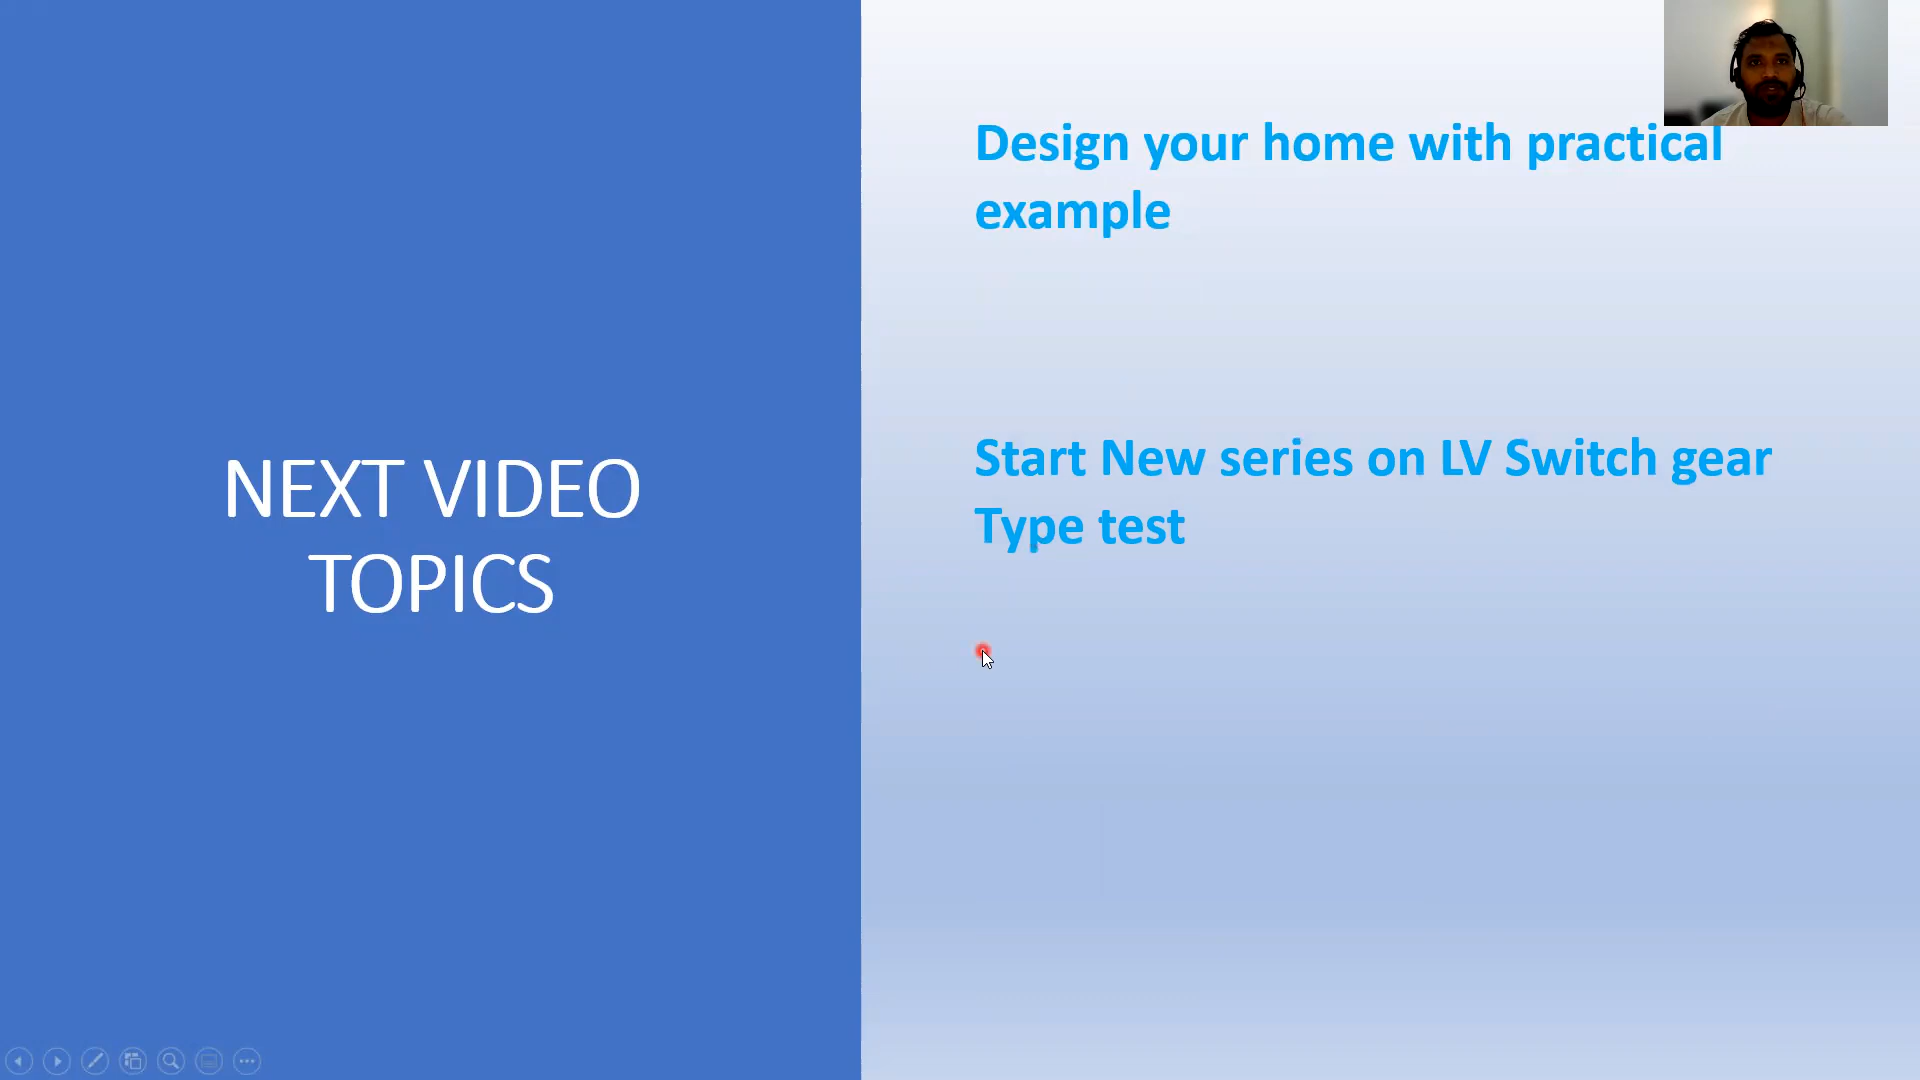 NEXT VIDEO
TOPICS
Design your home with practical
example
Start New series on LV Switch gear
Type test